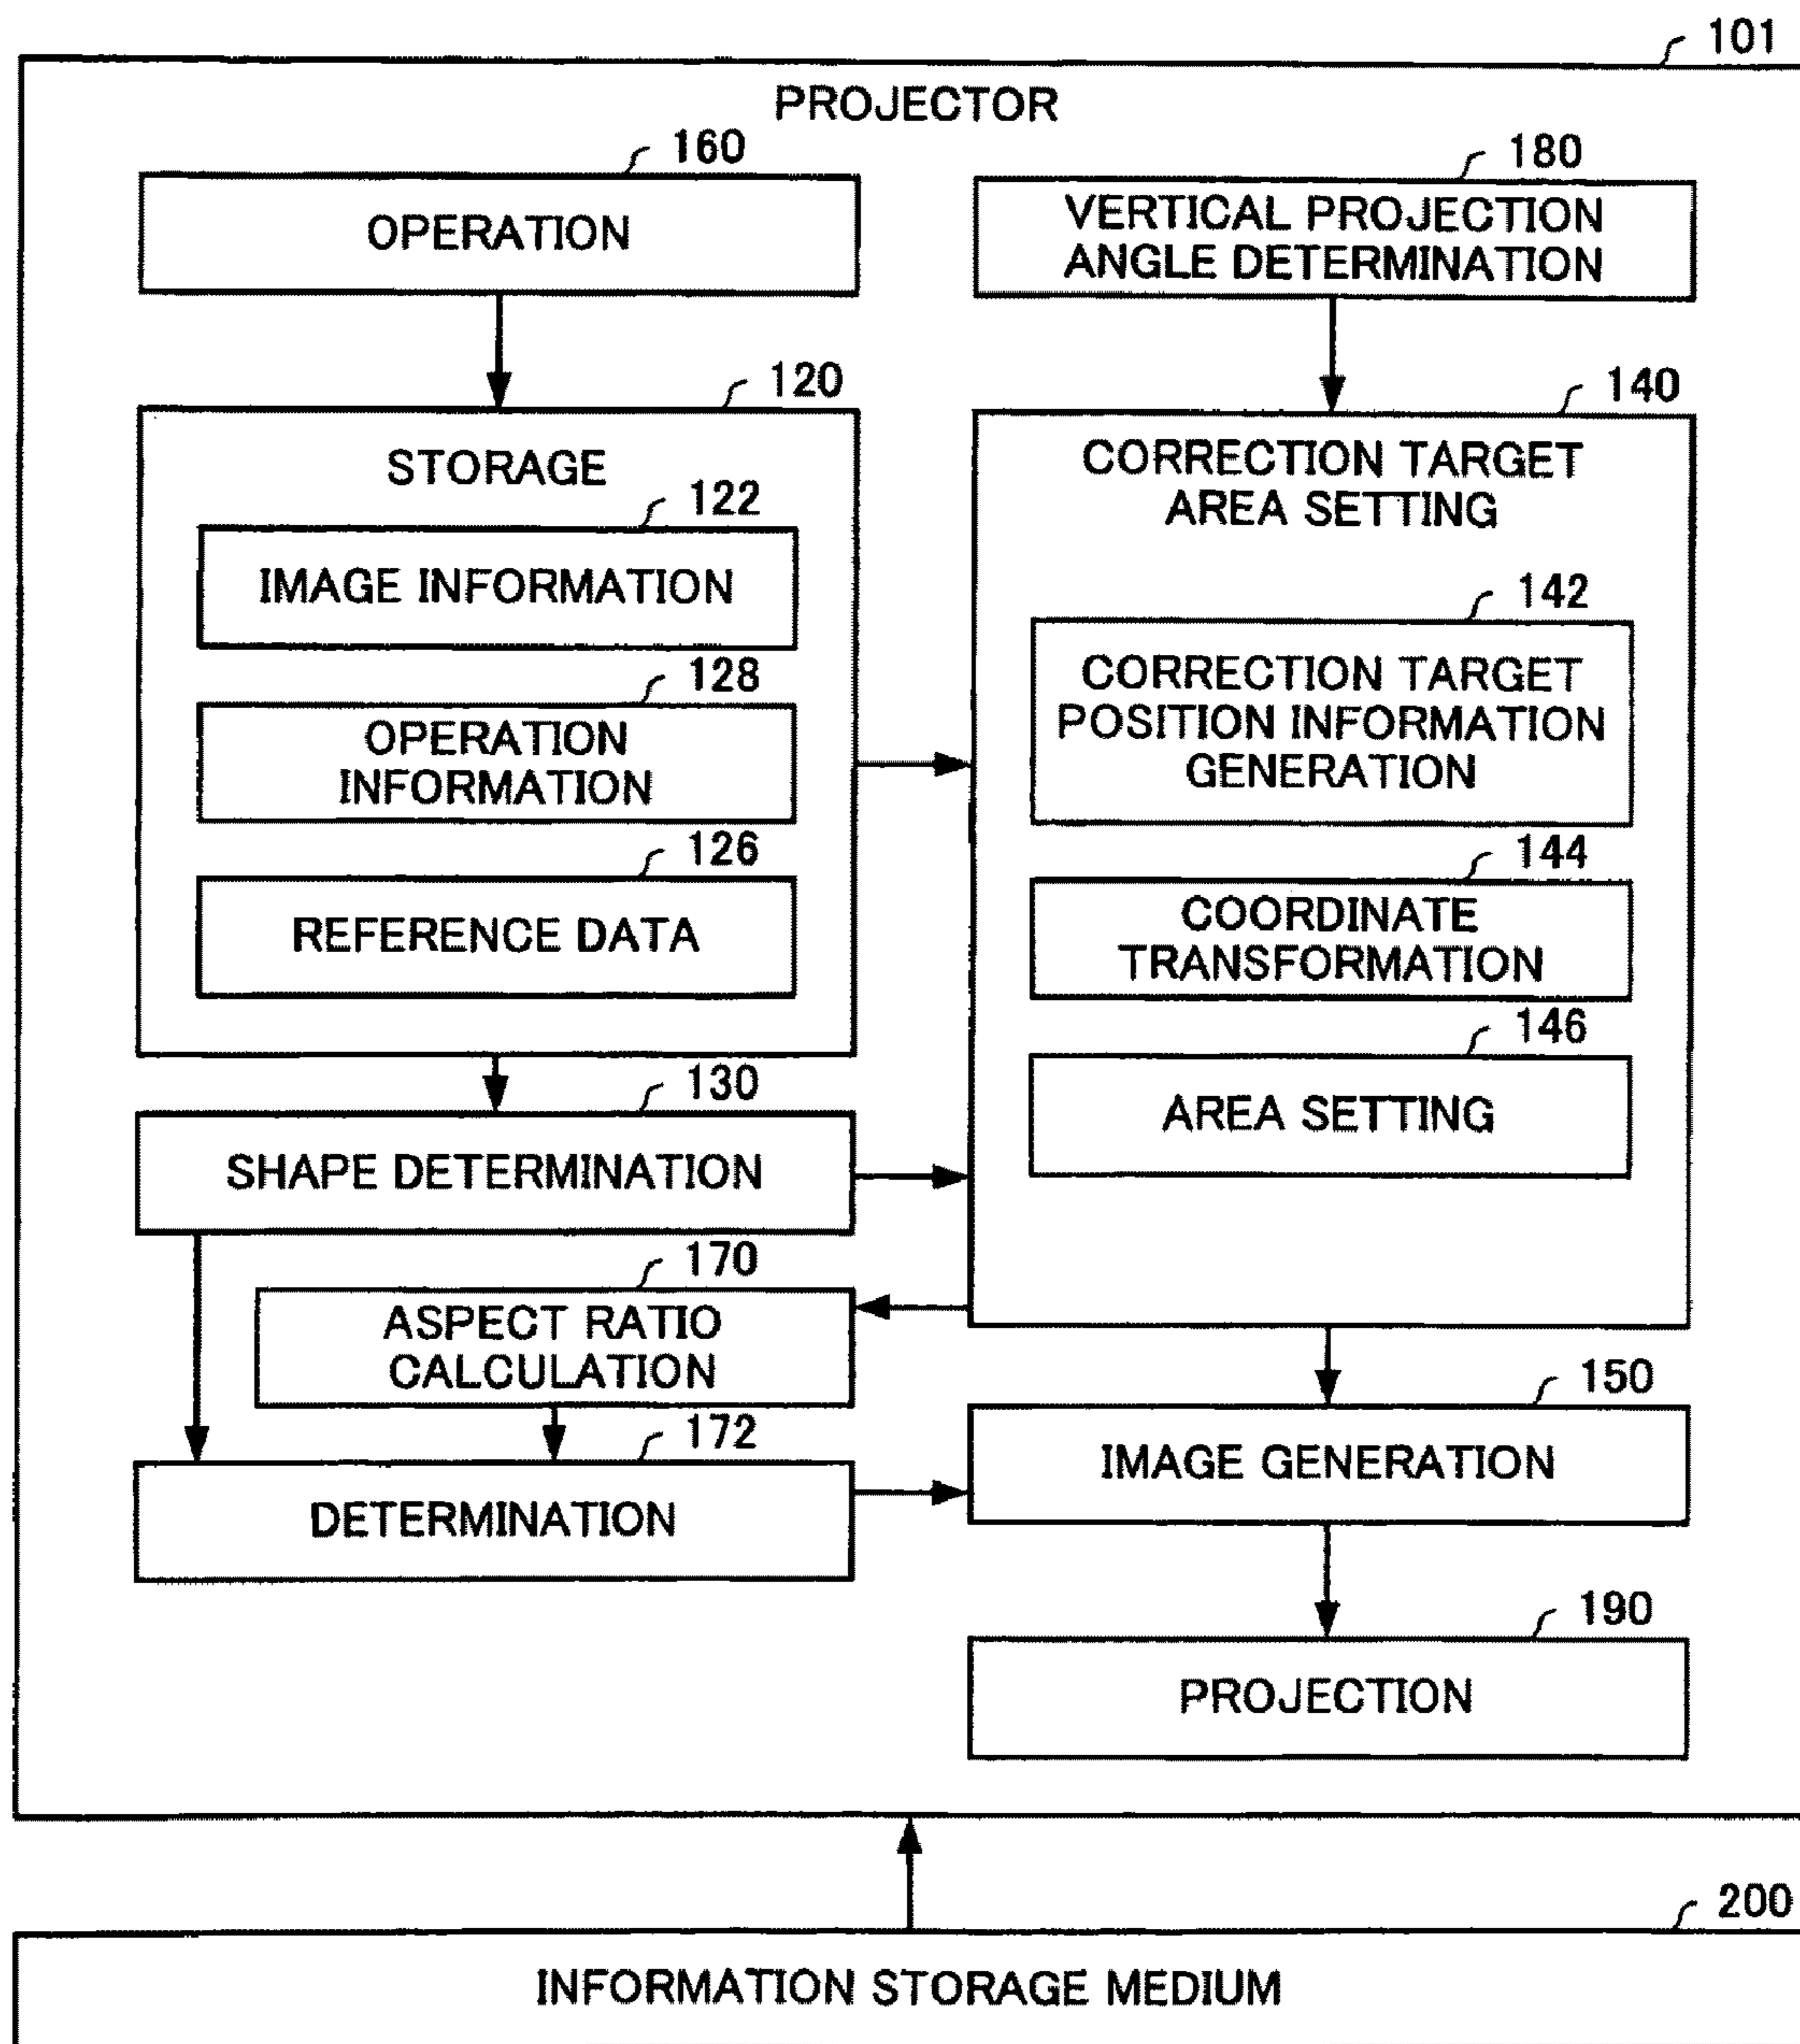 101
PROJECTOR
160
OPERATION
180
VERTICAL PROJECTION
ANGLE DETERMINATION
120
STORAGE
122
IMAGE INFORMATION
128
OPERATION
INFORMATION
126
REFERENCE DATA
140
CORRECTION TARGET
AREA SETTING
142
CORRECTION TARGET
POSITION INFORMATION
GENERATION
144
COORDINATE
TRANSFORMATION
146
AREA SETTING
130
SHAPE DETERMINATION
170
ASPECT RATIO
CALCULATION
172
DETERMINATION
150
IMAGE GENERATION
190
PROJECTION
200
INFORMATION STORAGE MEDIUM